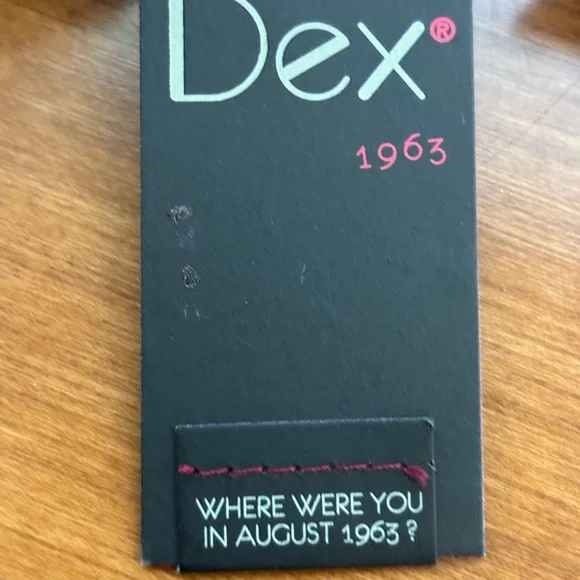 Dex®
1963
WHERE WERE YOU
IN AUGUST 1963?